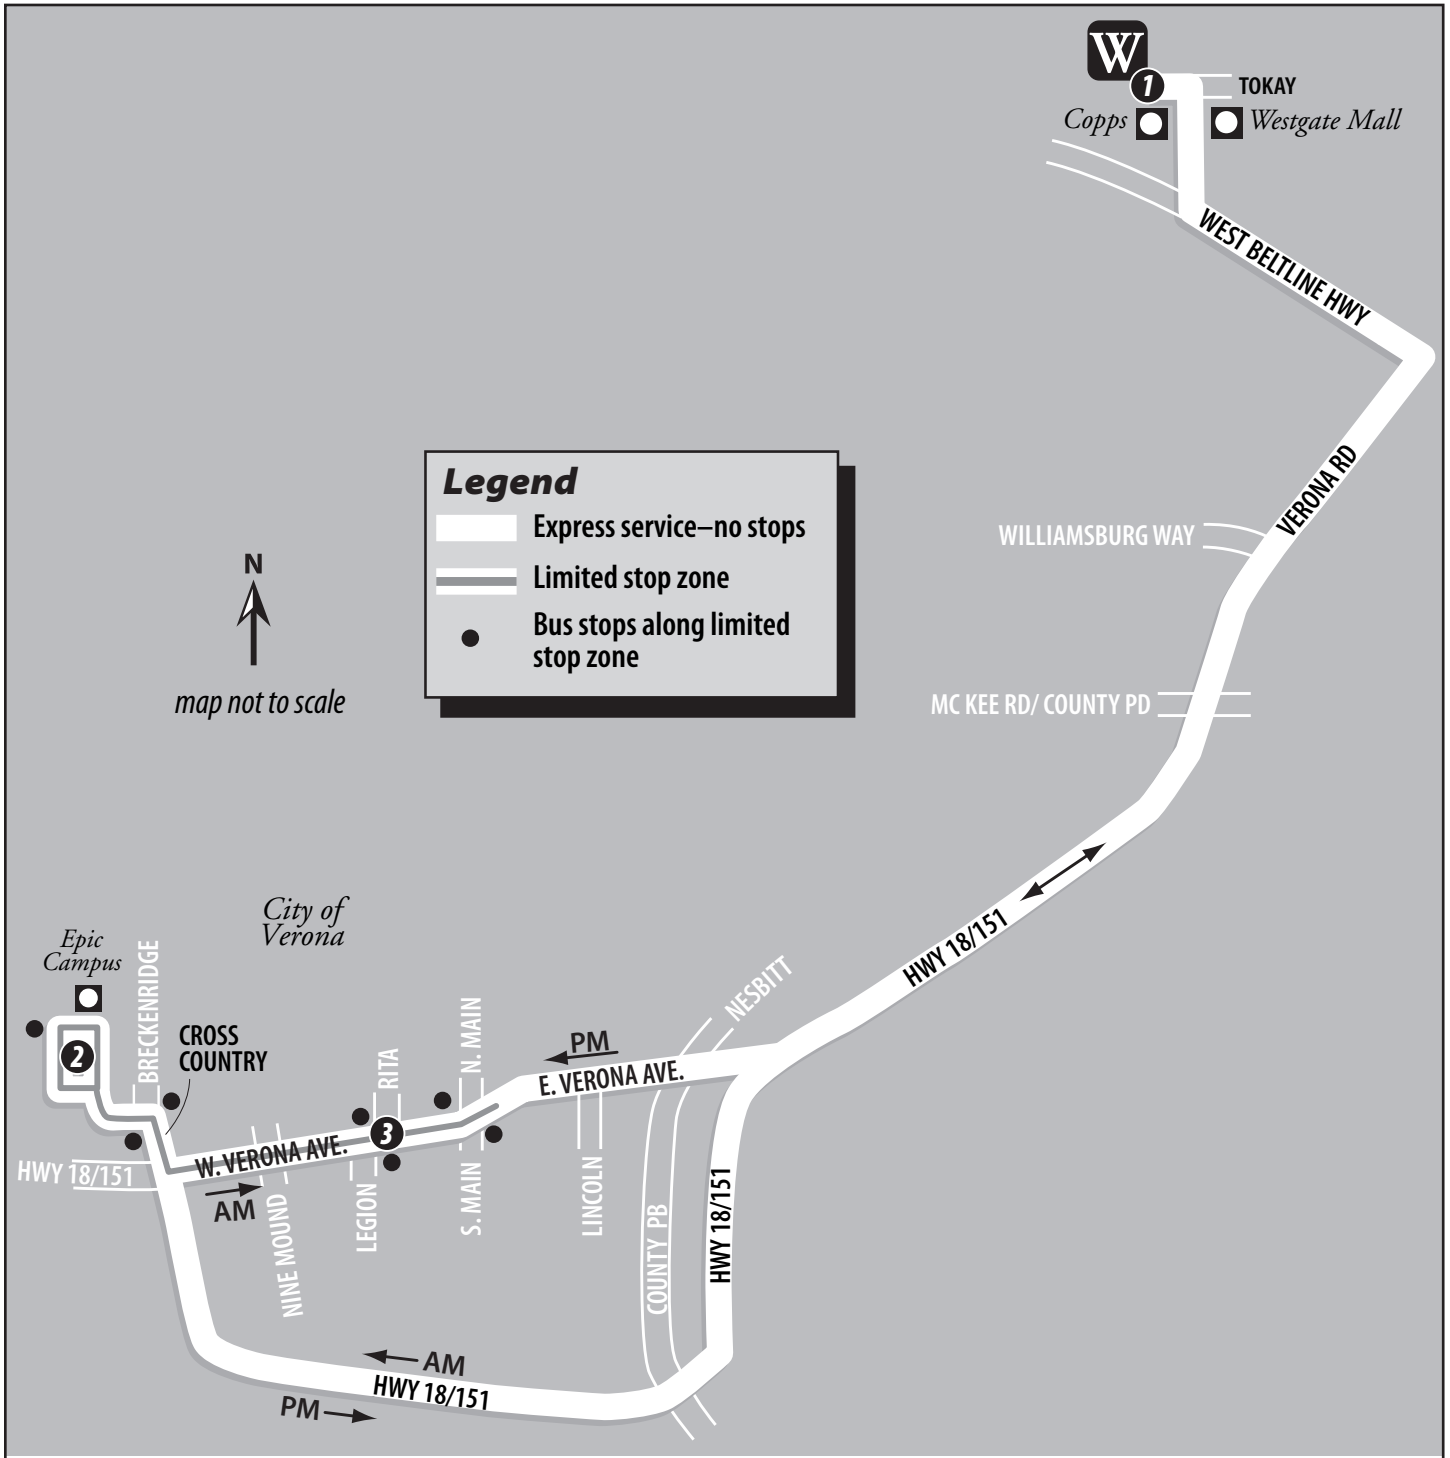 W
1
TOKAY
Copps
Westgate Mall
WEST BELTLINE HWY
VERONA RD
Legend
Express service–no stops
Limited stop zone
Bus stops along limited
stop zone
WILLIAMSBURG WAY
N
map not to scale
MC KEE RD/ COUNTY PD
HWY 18/151
City of
Verona
Epic
Campus
BRECKENRIDGE
CROSS
COUNTRY
2
NESBITT
N. MAIN
RITA
PM
E. VERONA AVE.
3
W. VERONA AVE.
HWY 18/151
AM
NINE MOUND
LEGION
S. MAIN
LINCOLN
COUNTY PB
HWY 18/151
AM
HWY 18/151
PM